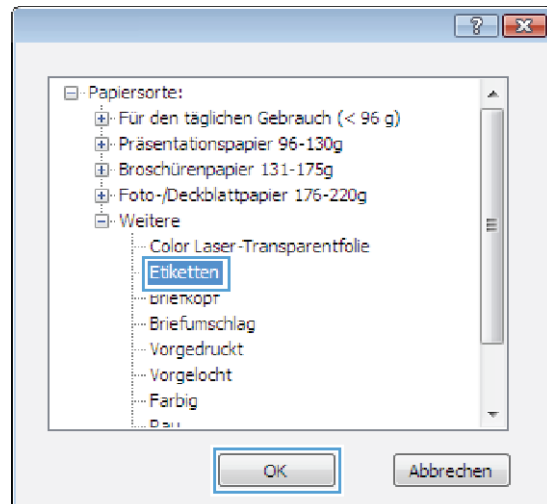 Papiersorte:
Für den täglichen Gebrauch (< 96 g)
Präsentationspapier 96-130g
Broschürenpapier 131-175g
Foto-/Deckblattpapier 176-220g
Weitere
Color Laser-Transparentfolie
Etiketten
Briefkopf
Briefumschlag
Vorgedruckt
Vorgelocht
Farbig
OK Abbrechen